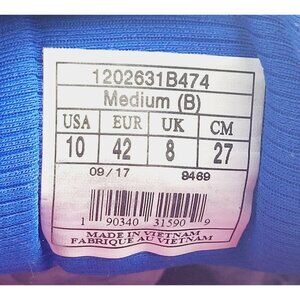 1202631B474
Medium (B)
USA EUR UK CM
10 42 8 27
09/17 9469
1 90340 31590 9
MADE IN VIETNAM
FABRIQUE AU VIETNAM